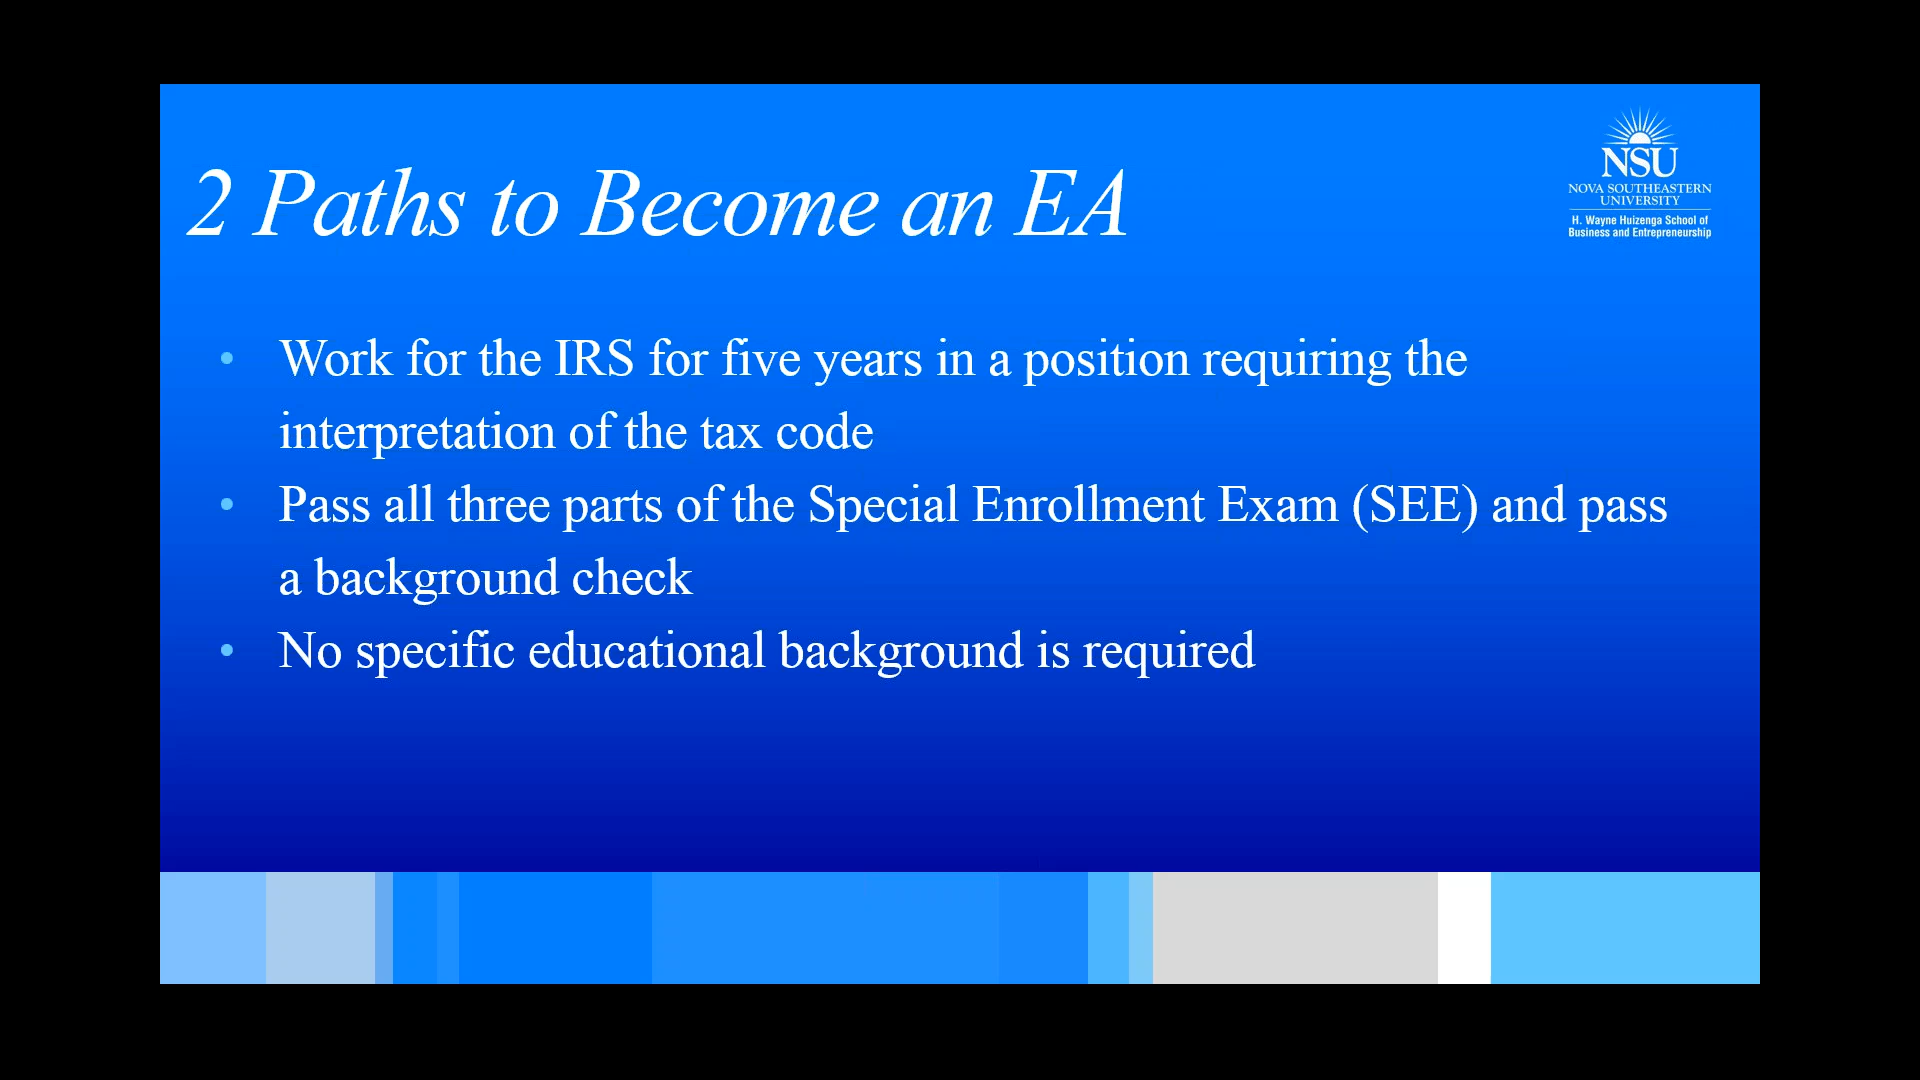 2 Paths to Become an EA
NSU
NOVA SOUTHEASTERN
UNIVERSITY
H. Wayne Huizenga School of
Business and Entrepreneurship
• Work for the IRS for five years in a position requiring the
interpretation of the tax code
• Pass all three parts of the Special Enrollment Exam (SEE) and pass
a background check
• No specific educational background is required